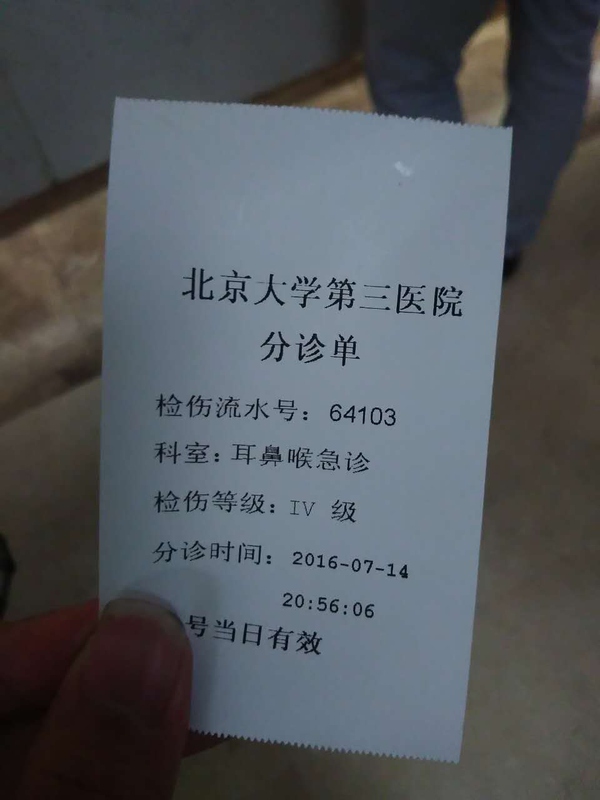 北京大学第三医院
分诊单
检伤流水号：64103
科室：耳鼻喉急诊
检伤等级：IV 级
分诊时间：2016-07-14
20:56:06
号当日有效